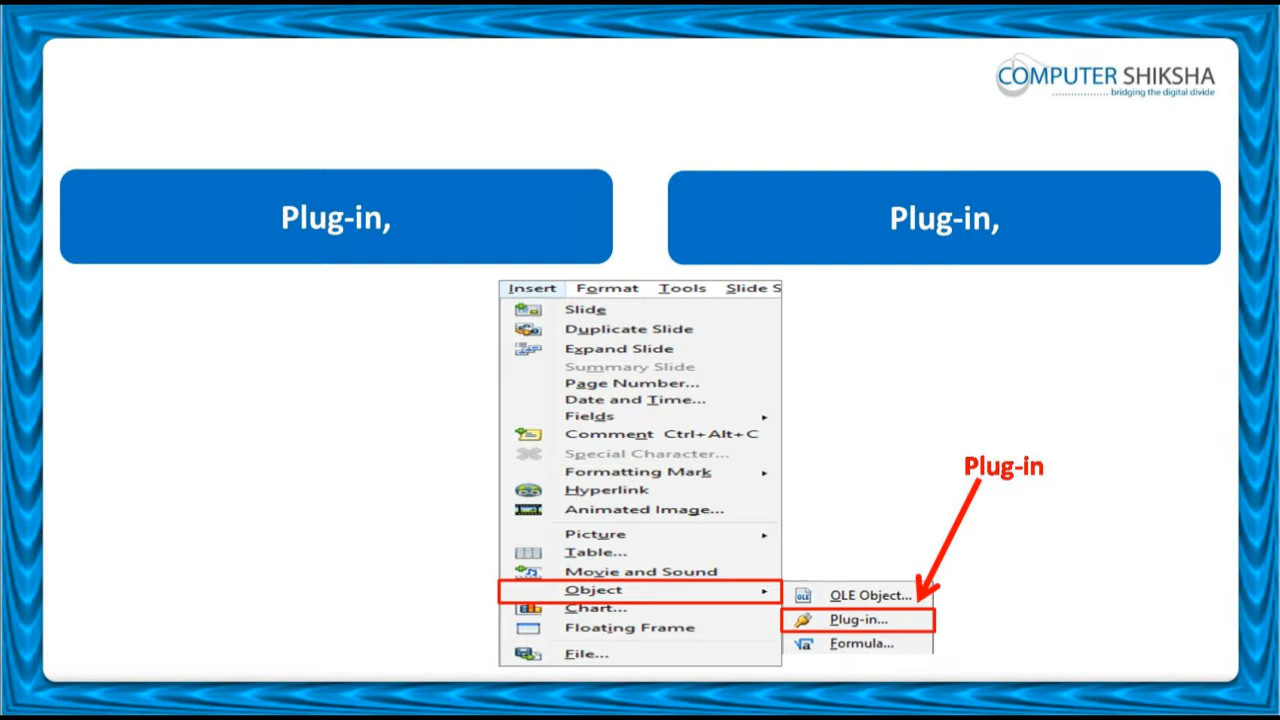 COMPUTER SHIKSHA
bridging the digital divide
Plug-in,
Plug-in,
Insert Format Tools Slide S
Slide
Duplicate Slide
Expand Slide
Summary Slide
Page Number...
Date and Time...
Fields
Comment Ctrl+Alt+C
Special Character...
Formatting Mark
Hyperlink
Animated Image...
Picture
Table...
Movie and Sound
Object
Chart...
Floating Frame
File...
Plug-in
OLE Object...
Plug-in...
Formula...